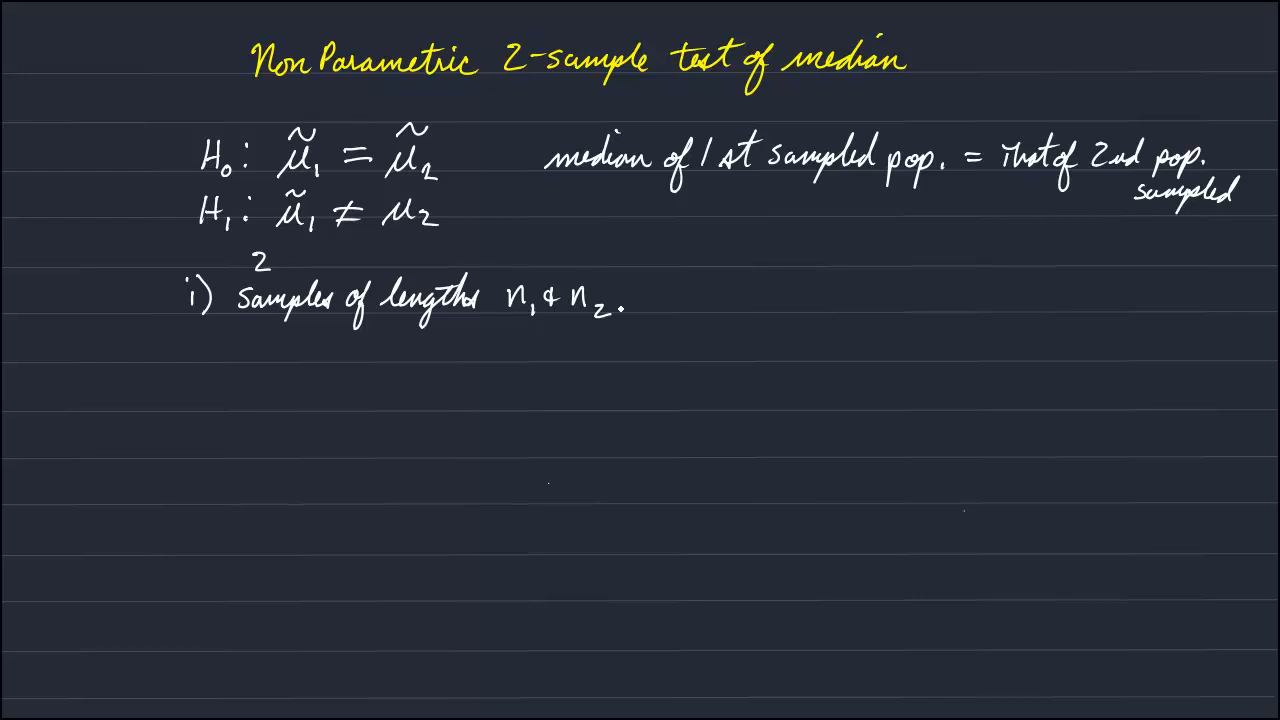 Non Parametric 2-sample test of median
H₀: μ̃₁ = μ̃₂ median of 1st sampled pop. = that of 2nd pop.
sampled
H₁: μ̃₁ ≠ μ₂
2
i) samples of lengths n₁ & n₂.